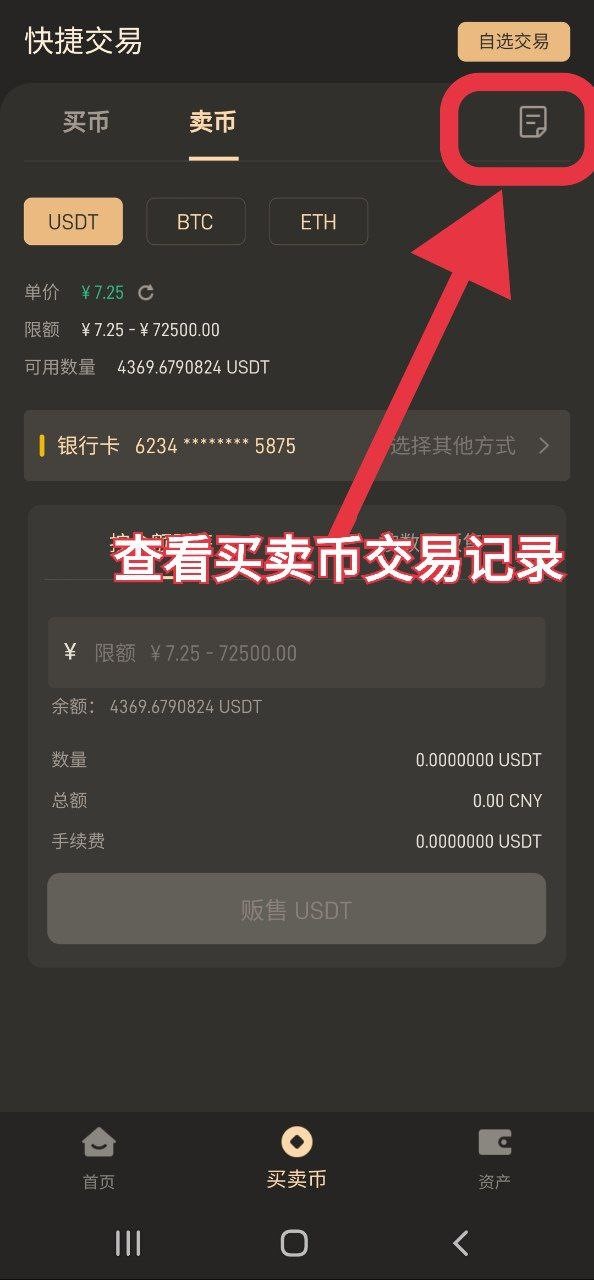 快捷交易
自选交易
买币
卖币
USDT
BTC
ETH
单价 ¥7.25
限额 ¥7.25 - ¥72500.00
可用数量 4369.6790824 USDT
银行卡 6234 ******** 5875
选择其他方式
查看买卖币交易记录
¥ 限额 ¥7.25 - 72500.00
余额: 4369.6790824 USDT
数量 0.0000000 USDT
总额 0.00 CNY
手续费 0.0000000 USDT
贩售 USDT
首页
买卖币
资产